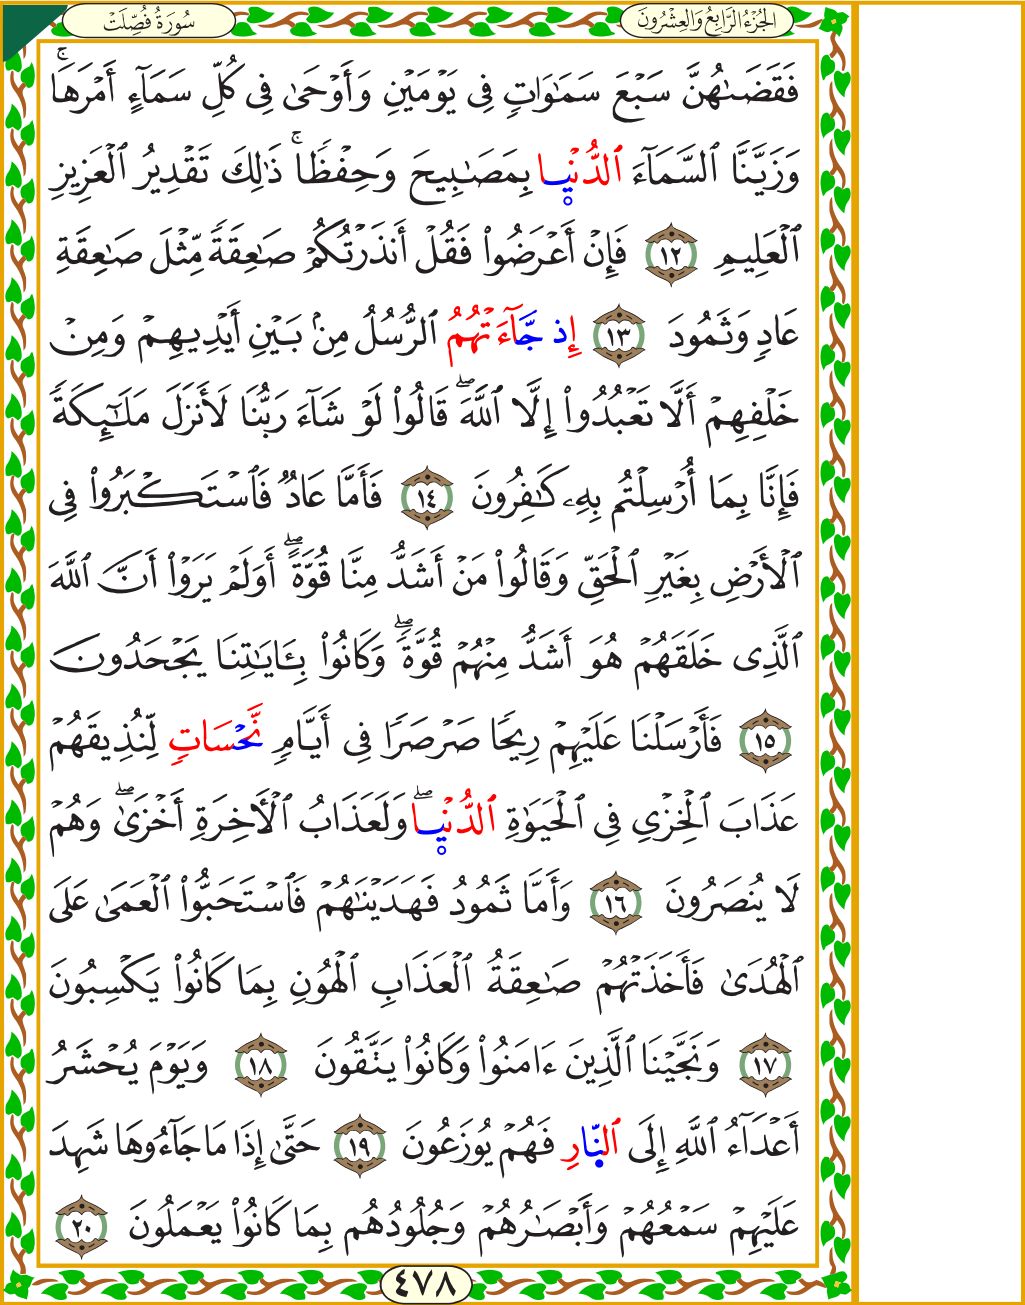 الجُزْءُ الرَّابِعُ وَالعِشْرُونَ
سُورَةُ فُصِّلَتْ
فَقَضَىٰهُنَّ سَبْعَ سَمَٰوَاتٖ فِى يَوْمَيْنِ وَأَوْحَىٰ فِى كُلِّ سَمَآءٍ أَمْرَهَاۚ
وَزَيَّنَّا ٱلسَّمَآءَ ٱلدُّنْيٜا بِمَصَٰبِيحَ وَحِفْظٗاۚ ذَٰلِكَ تَقْدِيرُ ٱلْعَزِيزِ
ٱلْعَلِيمِ ١٢ فَإِنْ أَعْرَضُوا۟ فَقُلْ أَنذَرْتُكُمْ صَٰعِقَةٗ مِّثْلَ صَٰعِقَةِ
عَادٖ وَثَمُودَ ١٣ إِذ جَّآءَتْهُمُ ٱلرُّسُلُ مِنۢ بَيْنِ أَيْدِيهِمْ وَمِنْ
خَلْفِهِمْ أَلَّا تَعْبُدُوا۟ إِلَّا ٱللَّهَۖ قَالُوا۟ لَوْ شَآءَ رَبُّنَا لَأَنزَلَ مَلَٰٓئِكَةٗ
فَإِنَّا بِمَا أُرْسِلْتُم بِهِۦ كَٰفِرُونَ ١٤ فَأَمَّا عَادٞ فَٱسْتَكْبَرُوا۟ فِى
ٱلْأَرْضِ بِغَيْرِ ٱلْحَقِّ وَقَالُوا۟ مَنْ أَشَدُّ مِنَّا قُوَّةًۖ أَوَلَمْ يَرَوْا۟ أَنَّ ٱللَّهَ
ٱلَّذِى خَلَقَهُمْ هُوَ أَشَدُّ مِنْهُمْ قُوَّةٗۖ وَكَانُوا۟ بِـَٔايَٰتِنَا يَجْحَدُونَ
١٥ فَأَرْسَلْنَا عَلَيْهِمْ رِيحٗا صَرْصَرٗا فِى أَيَّامٖ نَّحْسَاتٖ لِّنُذِيقَهُمْ
عَذَابَ ٱلْخِزْىِ فِى ٱلْحَيَوٰةِ ٱلدُّنْيٜاۖ وَلَعَذَابُ ٱلْأٓخِرَةِ أَخْزَىٰۖ وَهُمْ
لَا يُنصَرُونَ ١٦ وَأَمَّا ثَمُودُ فَهَدَيْنَٰهُمْ فَٱسْتَحَبُّوا۟ ٱلْعَمَىٰ عَلَى
ٱلْهُدَىٰ فَأَخَذَتْهُمْ صَٰعِقَةُ ٱلْعَذَابِ ٱلْهُونِ بِمَا كَانُوا۟ يَكْسِبُونَ
١٧ وَنَجَّيْنَا ٱلَّذِينَ ءَامَنُوا۟ وَكَانُوا۟ يَتَّقُونَ ١٨ وَيَوْمَ يُحْشَرُ
أَعْدَآءُ ٱللَّهِ إِلَى ٱلنّ۪ارِ فَهُمْ يُوزَعُونَ ١٩ حَتَّىٰ إِذَا مَا جَآءُوهَا شَهِدَ
عَلَيْهِمْ سَمْعُهُمْ وَأَبْصَٰرُهُمْ وَجُلُودُهُم بِمَا كَانُوا۟ يَعْمَلُونَ ٢٠
٤٧٨